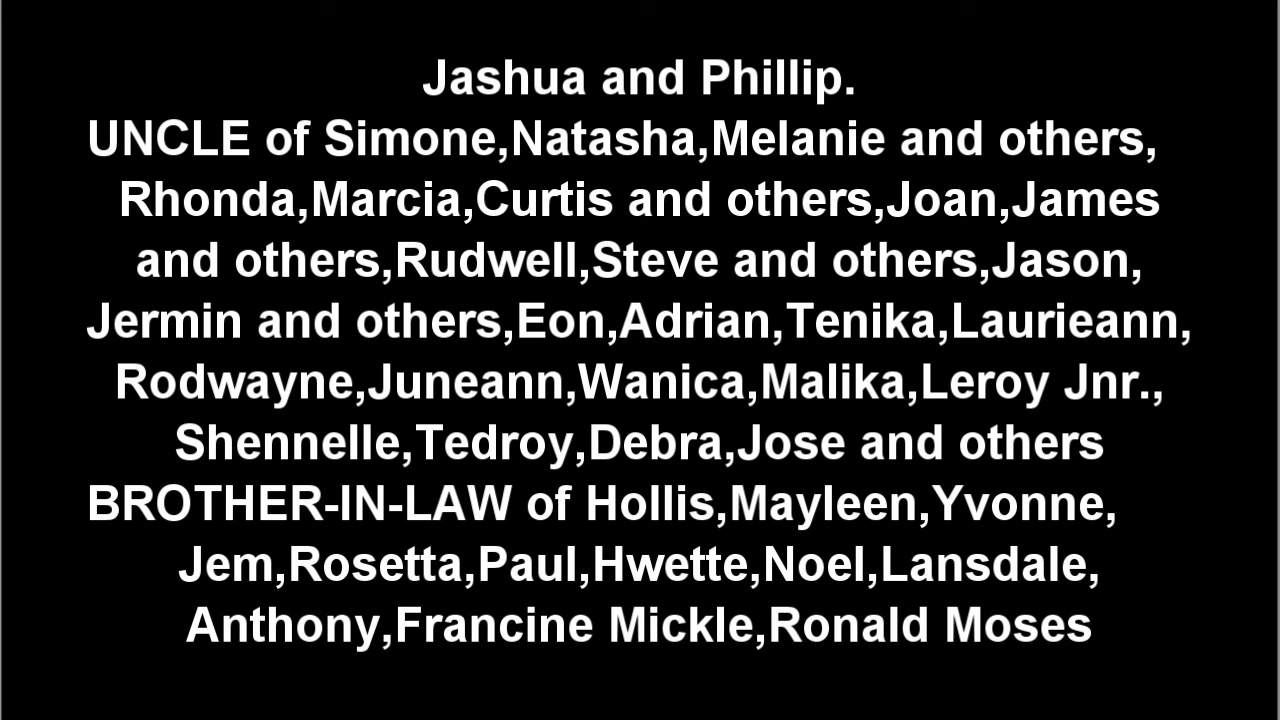 Jashua and Phillip.
UNCLE of Simone,Natasha,Melanie and others,
Rhonda,Marcia,Curtis and others,Joan,James
and others,Rudwell,Steve and others,Jason,
Jermin and others,Eon,Adrian,Tenika,Laurieann,
Rodwayne,Juneann,Wanica,Malika,Leroy Jnr.,
Shennelle,Tedroy,Debra,Jose and others
BROTHER-IN-LAW of Hollis,Mayleen,Yvonne,
Jem,Rosetta,Paul,Hwette,Noel,Lansdale,
Anthony,Francine Mickle,Ronald Moses